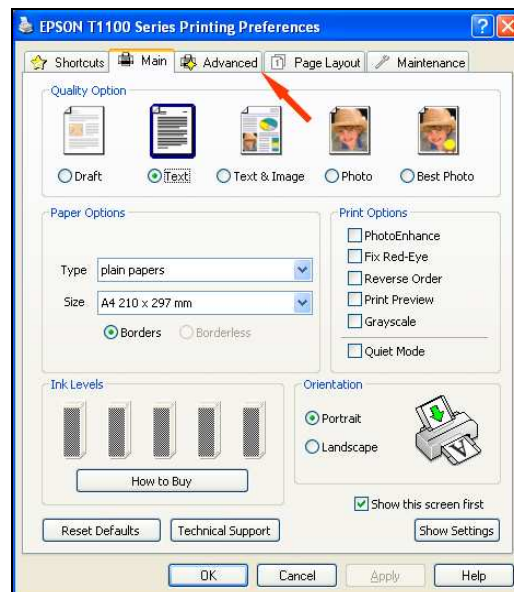 EPSON T1100 Series Printing Preferences
Shortcuts Main Advanced 1 Page Layout Maintenance
Quality Option
Draft Text Text & Image Photo Best Photo
Paper Options
Type plain papers
Size A4 210 x 297 mm
Borders Borderless
Print Options
PhotoEnhance
Fix Red-Eye
Reverse Order
Print Preview
Grayscale
Quiet Mode
Ink Levels
How to Buy
Orientation
Portrait
Landscape
A
Show this screen first
Reset Defaults Technical Support Show Settings
OK Cancel Apply Help